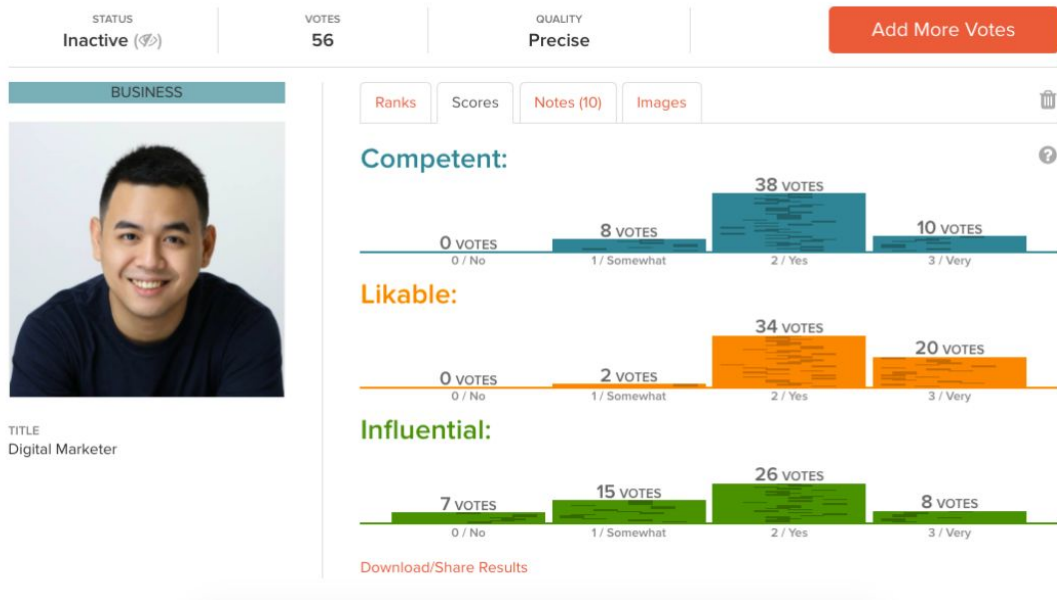 STATUS
Inactive
VOTES
56
QUALITY
Precise
Add More Votes
BUSINESS
TITLE
Digital Marketer
Ranks
Scores
Notes (10)
Images
?
Competent:
0 VOTES
0 / No
8 VOTES
1 / Somewhat
38 VOTES
2 / Yes
10 VOTES
3 / Very
Likable:
0 VOTES
0 / No
2 VOTES
1 / Somewhat
34 VOTES
2 / Yes
20 VOTES
3 / Very
Influential:
7 VOTES
0 / No
15 VOTES
1 / Somewhat
26 VOTES
2 / Yes
8 VOTES
3 / Very
Download/Share Results